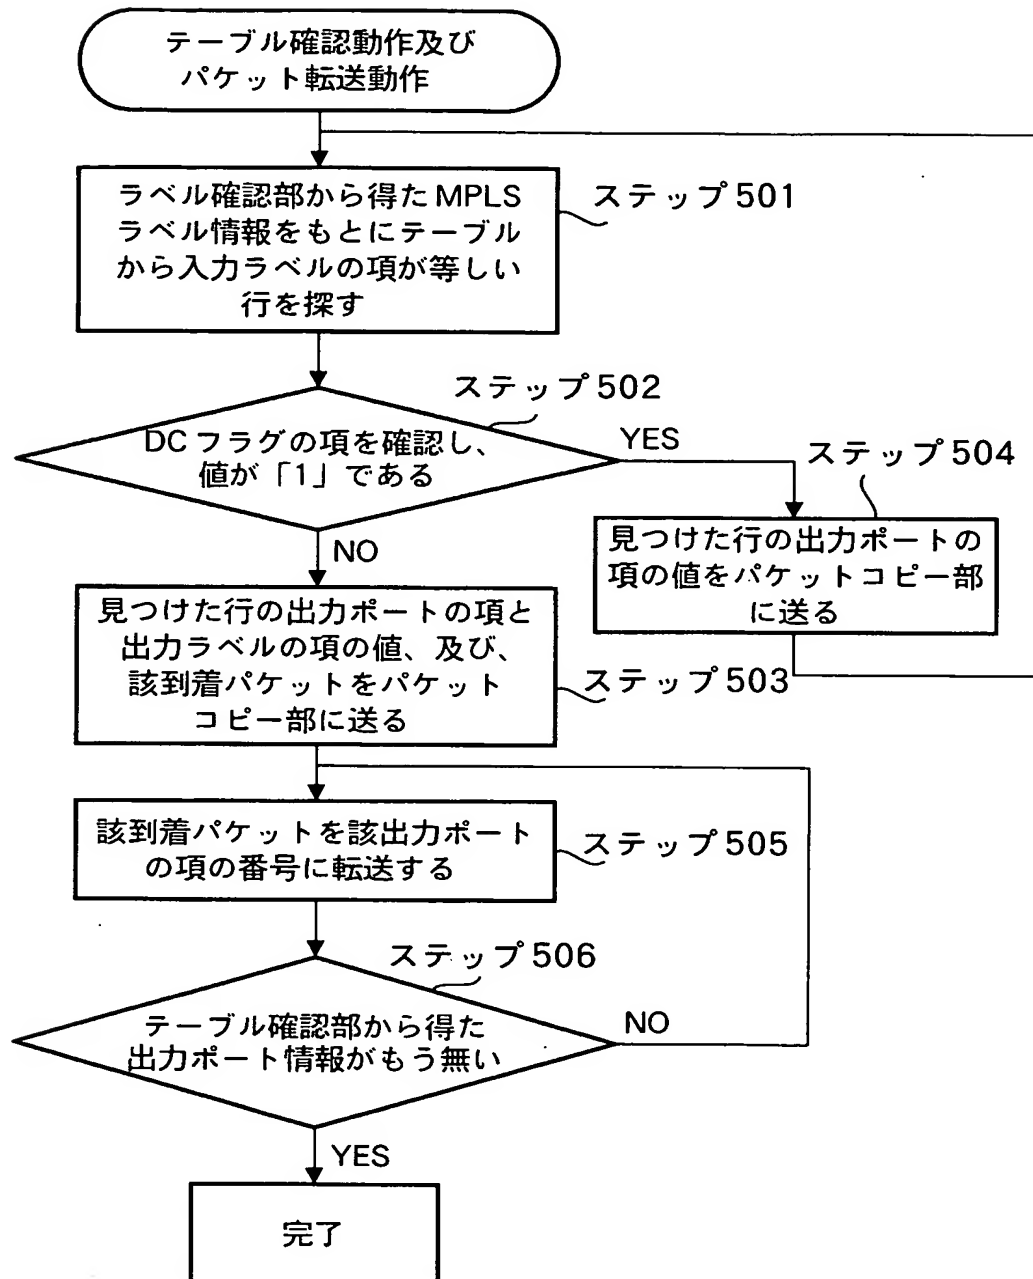 テーブル確認動作及び
パケット転送動作
ラベル確認部から得たMPLS
ラベル情報をもとにテーブル
から入力ラベルの項が等しい
行を探す
ステップ501
ステップ502
DCフラグの項を確認し、
値が「1」である
YES
NO
ステップ504
見つけた行の出力ポートの
項の値をパケットコピー部
に送る
見つけた行の出力ポートの項と
出力ラベルの項の値、及び、
該到着パケットをパケット
コピー部に送る
ステップ503
該到着パケットを該出力ポート
の項の番号に転送する
ステップ505
ステップ506
テーブル確認部から得た
出力ポート情報がもう無い
NO
YES
完了